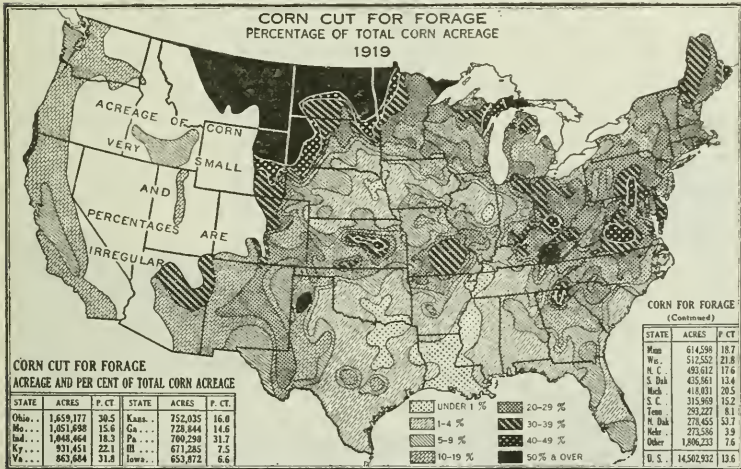 CORN CUT FOR FORAGE
PERCENTAGE OF TOTAL CORN ACREAGE
1919
ACREAGE OF CORN
VERY SMALL
AND
PERCENTAGES ARE
IRREGULAR
CORN CUT FOR FORAGE
ACREAGE AND PER CENT OF TOTAL CORN ACREAGE
STATE ACRES P. CT. STATE ACRES P. CT.
Ohio.. 1,659,177 30.5 Kans.. 752,035 16.0
Mo... 1,051,698 15.6 Ga... 728,844 14.6
Ind... 1,048,464 18.3 Pa... 700,298 31.7
Ky... 931,451 22.1 Ill... 671,285 7.5
Va... 863,684 31.8 Iowa.. 653,872 6.6
UNDER 1 % 20-29 %
1-4 % 30-39 %
5-9 % 40-49 %
10-19 % 50% & OVER
CORN FOR FORAGE
(Continued)
STATE ACRES P CT
Minn 614,598 18.7
Wis. 512,552 21.8
N. C. 493,612 17.6
S. Dak 435,861 13.4
Mich. 418,031 20.5
S. C. 315,969 15.2
Tenn. 293,227 8.1
N. Dak 278,455 53.7
Nebr. 273,586 3.9
Other 1,806,233 7.6
U. S.. 14,502,932 13.6